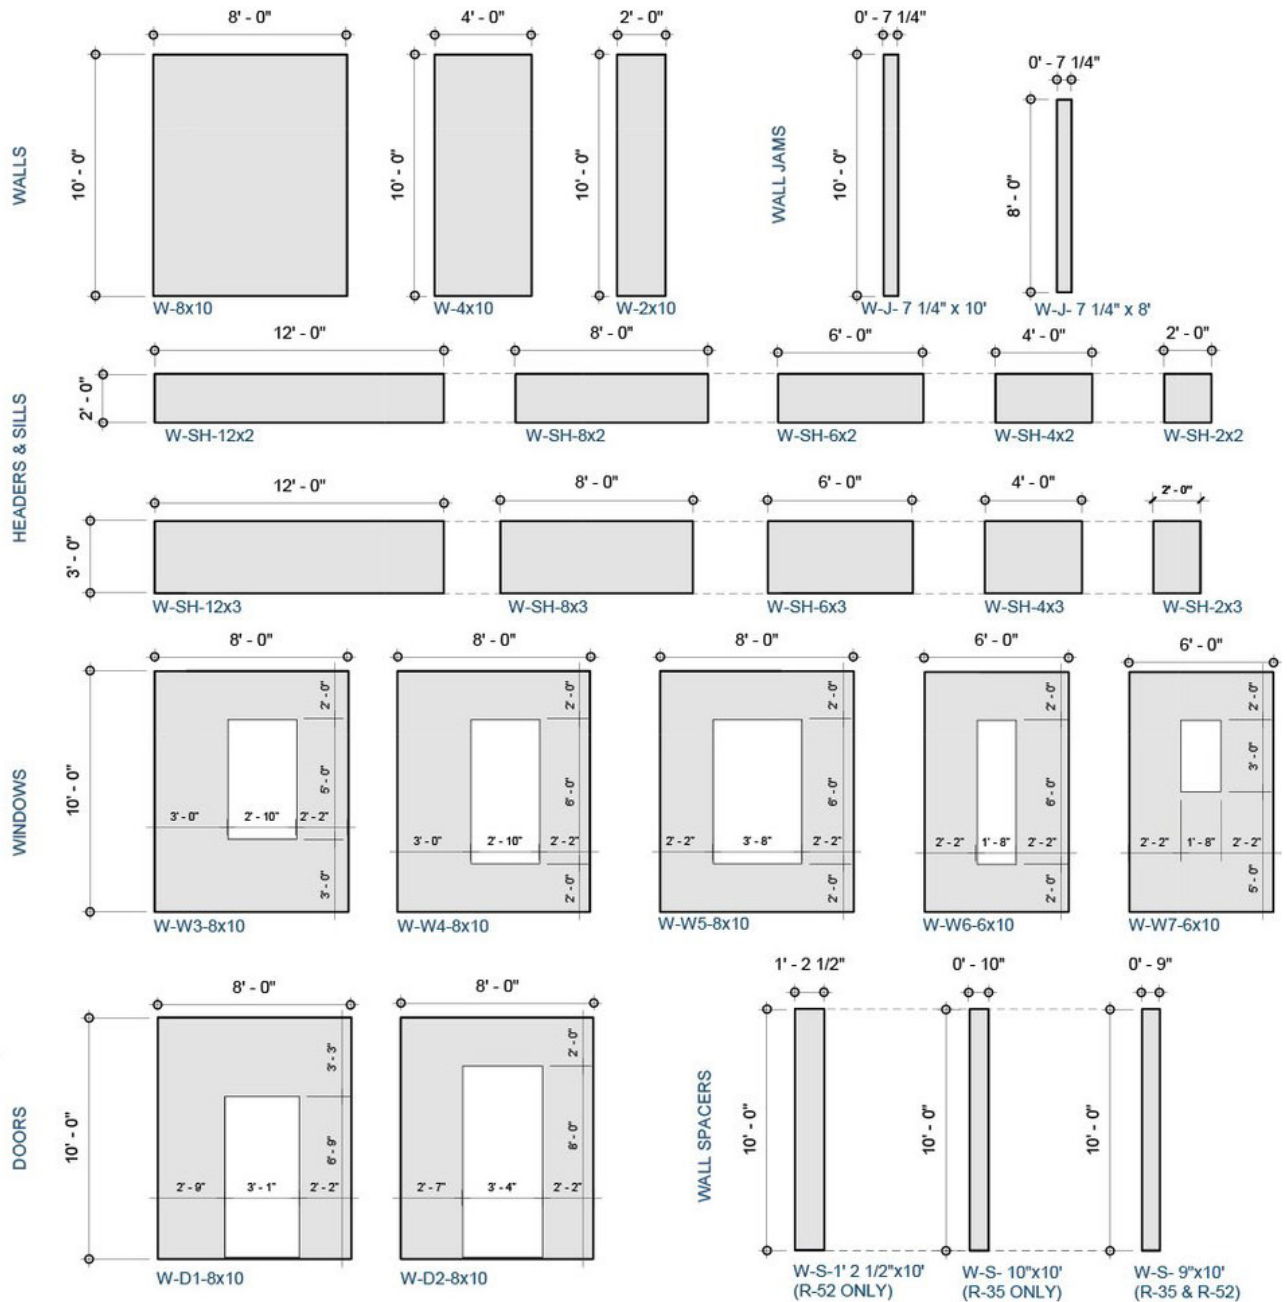 WALLS
8' - 0"
10' - 0"
W-8x10
4' - 0"
10' - 0"
W-4x10
2' - 0"
10' - 0"
W-2x10
WALL JAMS
0' - 7 1/4"
10' - 0"
W-J- 7 1/4" x 10'
0' - 7 1/4"
8' - 0"
W-J- 7 1/4" x 8'
HEADERS & SILLS
12' - 0"
2' - 0"
W-SH-12x2
8' - 0"
W-SH-8x2
6' - 0"
W-SH-6x2
4' - 0"
W-SH-4x2
2' - 0"
W-SH-2x2
12' - 0"
3' - 0"
W-SH-12x3
8' - 0"
W-SH-8x3
6' - 0"
W-SH-6x3
4' - 0"
W-SH-4x3
2' - 0"
W-SH-2x3
WINDOWS
8' - 0"
10' - 0"
2' - 0"
5' - 0"
3' - 0"
2' - 10"
2' - 2"
3' - 0"
W-W3-8x10
8' - 0"
2' - 0"
6' - 0"
3' - 0"
2' - 10"
2' - 2"
2' - 0"
W-W4-8x10
8' - 0"
2' - 0"
6' - 0"
2' - 2"
3' - 8"
2' - 2"
2' - 0"
W-W5-8x10
6' - 0"
2' - 0"
6' - 0"
2' - 2"
1' - 8"
2' - 2"
2' - 0"
W-W6-6x10
6' - 0"
2' - 0"
3' - 0"
2' - 2"
1' - 8"
2' - 2"
5' - 0"
W-W7-6x10
DOORS
8' - 0"
10' - 0"
3' - 3"
6' - 9"
2' - 9"
3' - 1"
2' - 2"
W-D1-8x10
8' - 0"
2' - 0"
8' - 0"
2' - 7"
3' - 4"
2' - 2"
W-D2-8x10
WALL SPACERS
1' - 2 1/2"
10' - 0"
W-S-1' 2 1/2"x10'
(R-52 ONLY)
0' - 10"
10' - 0"
W-S- 10"x10'
(R-35 ONLY)
0' - 9"
10' - 0"
W-S- 9"x10'
(R-35 & R-52)